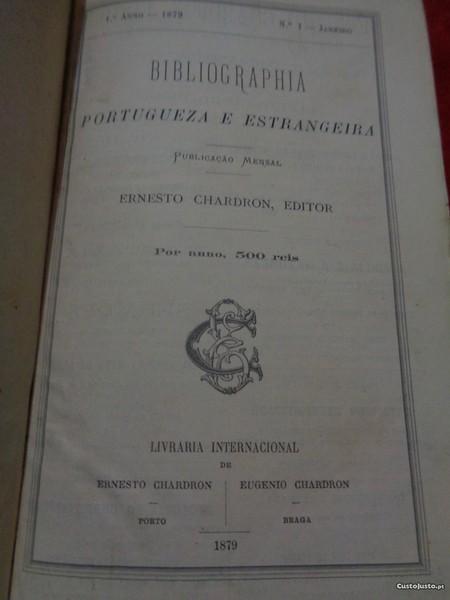 1.º Anno — 1879 N.º 1 — Janeiro
BIBLIOGRAPHIA
PORTUGUEZA E ESTRANGEIRA
Publicação Mensal
ERNESTO CHARDRON, EDITOR
Por anno, 500 reis
LIVRARIA INTERNACIONAL
DE
ERNESTO CHARDRON EUGENIO CHARDRON
PORTO BRAGA
1879
CustoJusto.pt